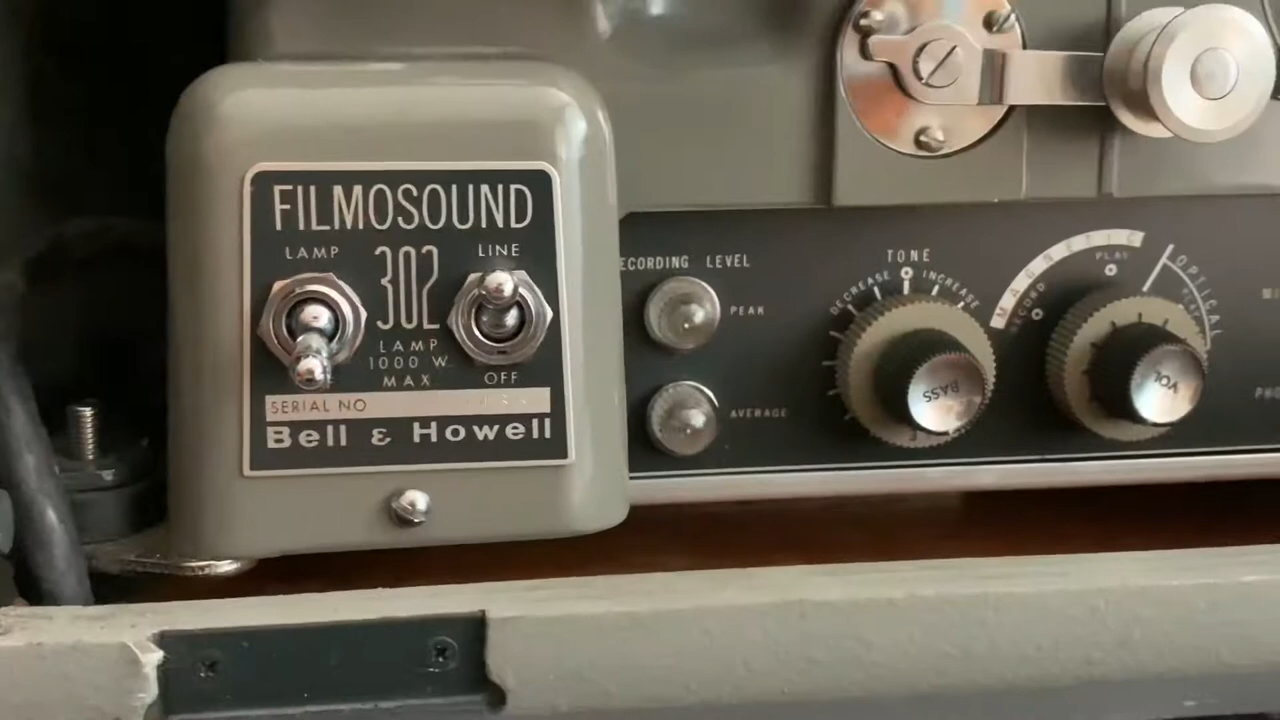 FILMOSOUND
LAMP
302
LINE
LAMP
1000 W.
MAX
OFF
SERIAL NO
Bell & Howell
ECORDING LEVEL
PEAK
AVERAGE
TONE
DECREASE
INCREASE
BASS
MAGNETIC
RECORD
PLAY
OPTICAL
VOL